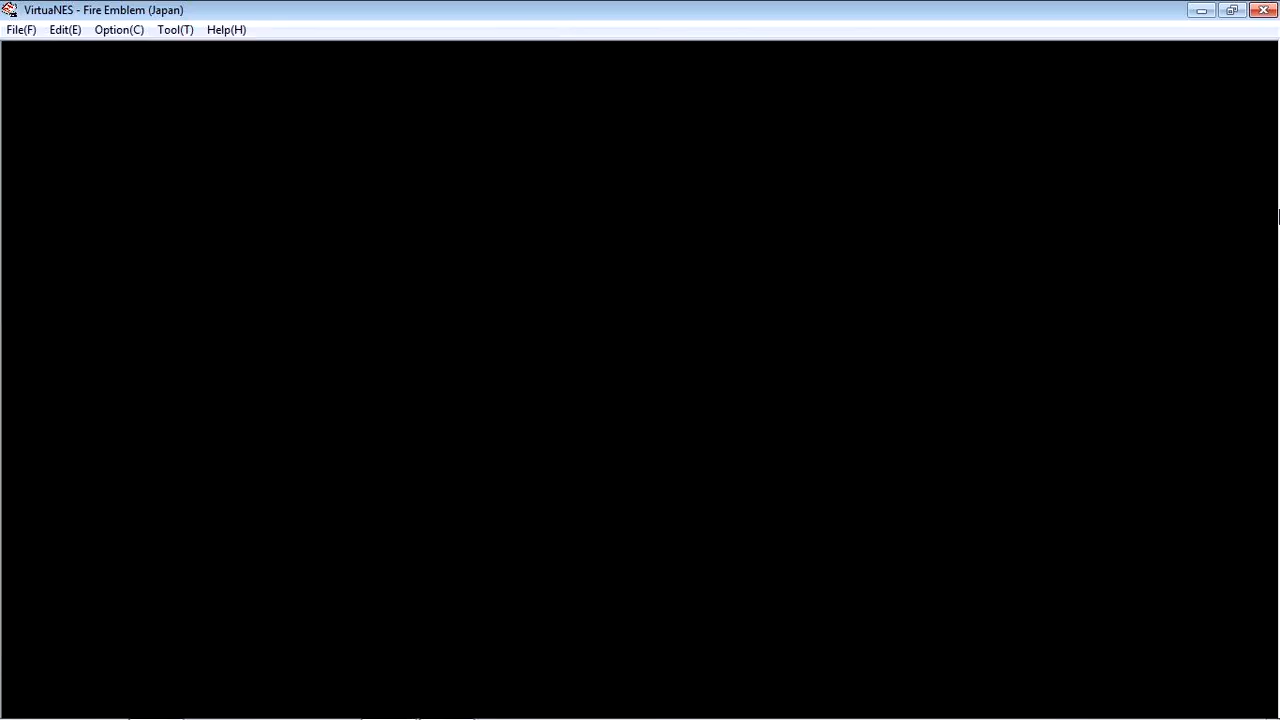 VirtuaNES - Fire Emblem (Japan)
File(F) Edit(E) Option(C) Tool(T) Help(H)